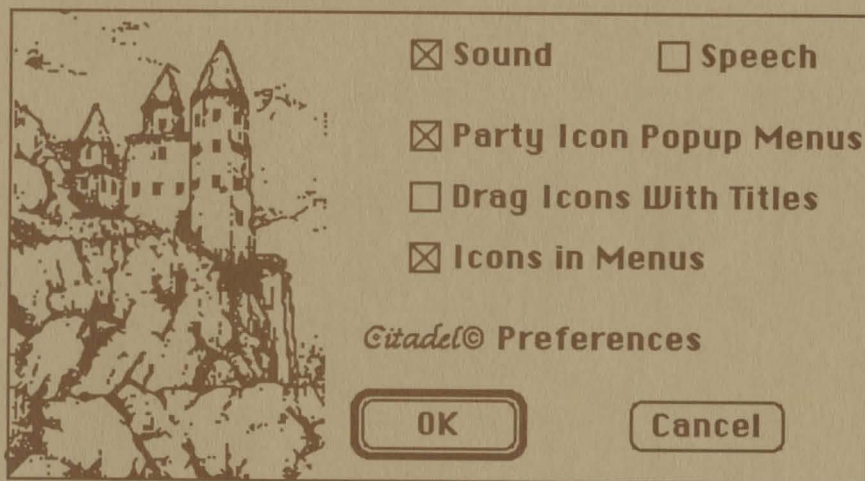 Sound Speech
Party Icon Popup Menus
Drag Icons With Titles
Icons in Menus
Citadel© Preferences
OK Cancel